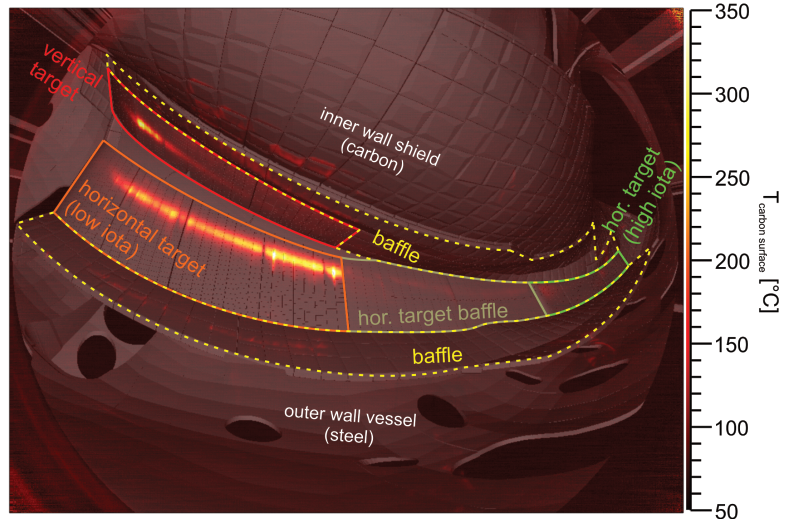 vertical
target
inner wall shield
(carbon)
hor. target
(high iota)
horizontal target
(low iota)
baffle
hor. target baffle
baffle
outer wall vessel
(steel)
350
300
250
200
150
100
50
T carbon surface [°C]